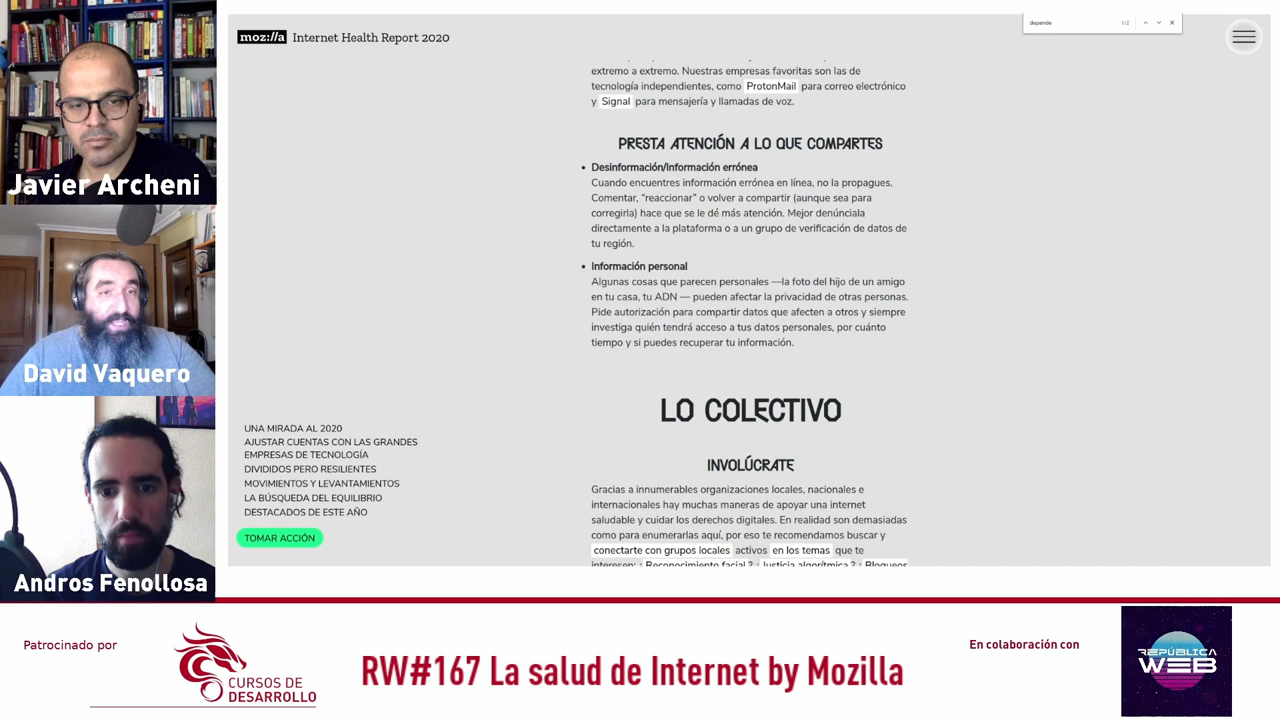 Javier Archeni
David Vaquero
Andros Fenollosa
moz://a Internet Health Report 2020
depende 1/2
extremo a extremo. Nuestras empresas favoritas son las de
tecnología independientes, como ProtonMail para correo electrónico
y Signal para mensajería y llamadas de voz.
PRESTA ATENCIÓN A LO QUE COMPARTES
• Desinformación/Información errónea
Cuando encuentres información errónea en línea, no la propagues.
Comentar, “reaccionar” o volver a compartir (aunque sea para
corregirla) hace que se le dé más atención. Mejor denúnciala
directamente a la plataforma o a un grupo de verificación de datos de
tu región.
• Información personal
Algunas cosas que parecen personales —la foto del hijo de un amigo
en tu casa, tu ADN — pueden afectar la privacidad de otras personas.
Pide autorización para compartir datos que afecten a otros y siempre
investiga quién tendrá acceso a tus datos personales, por cuánto
tiempo y si puedes recuperar tu información.
LO COLECTIVO
INVOLÚCRATE
Gracias a innumerables organizaciones locales, nacionales e
internacionales hay muchas maneras de apoyar una internet
saludable y cuidar los derechos digitales. En realidad son demasiadas
como para enumerarlas aquí, por eso te recomendamos buscar y
conectarte con grupos locales activos en los temas que te
interesen: ¿Reconocimiento facial? ¿Justicia algorítmica? ¿Bloqueos
UNA MIRADA AL 2020
AJUSTAR CUENTAS CON LAS GRANDES
EMPRESAS DE TECNOLOGÍA
DIVIDIDOS PERO RESILIENTES
MOVIMIENTOS Y LEVANTAMIENTOS
LA BÚSQUEDA DEL EQUILIBRIO
DESTACADOS DE ESTE AÑO
TOMAR ACCIÓN
Patrocinado por
CURSOS DE
DESARROLLO
RW#167 La salud de Internet by Mozilla
En colaboración con
REPÚBLICA
WEB